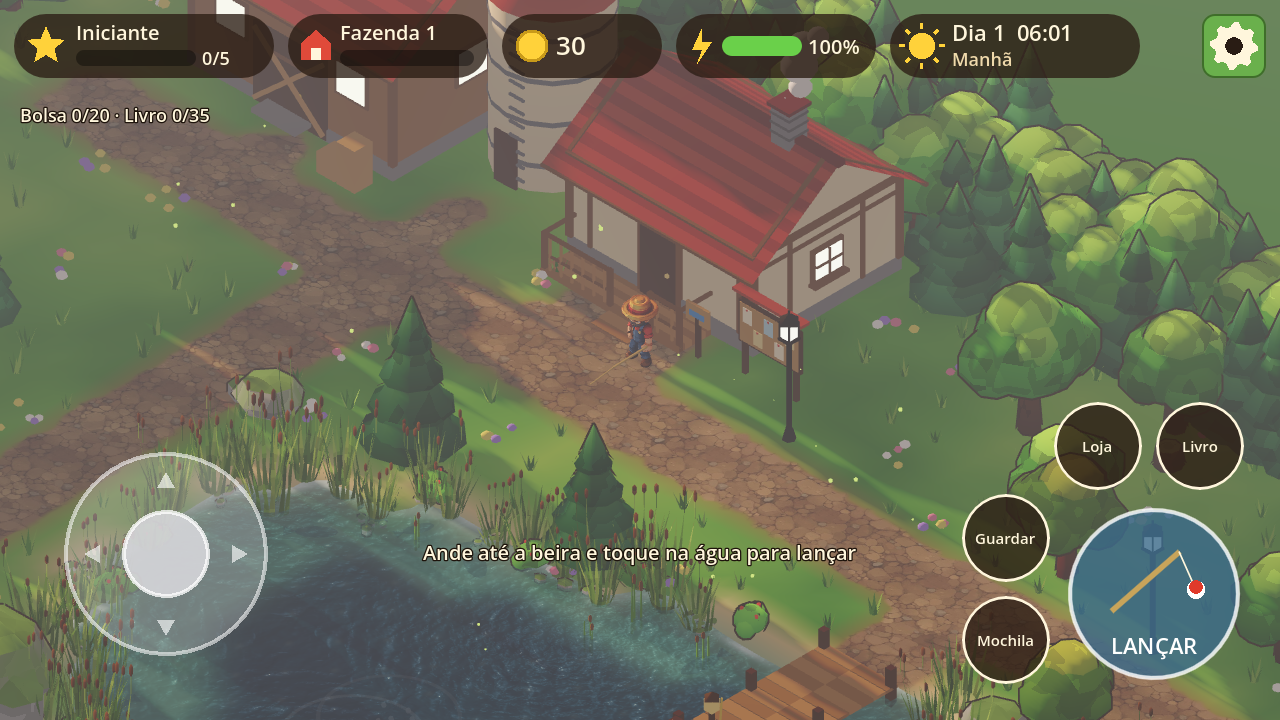 Iniciante
0/5
Fazenda 1
30
100%
Dia 1 06:01
Manhã
Bolsa 0/20 · Livro 0/35
Loja
Livro
Guardar
Ande até a beira e toque na água para lançar
Mochila
LANÇAR